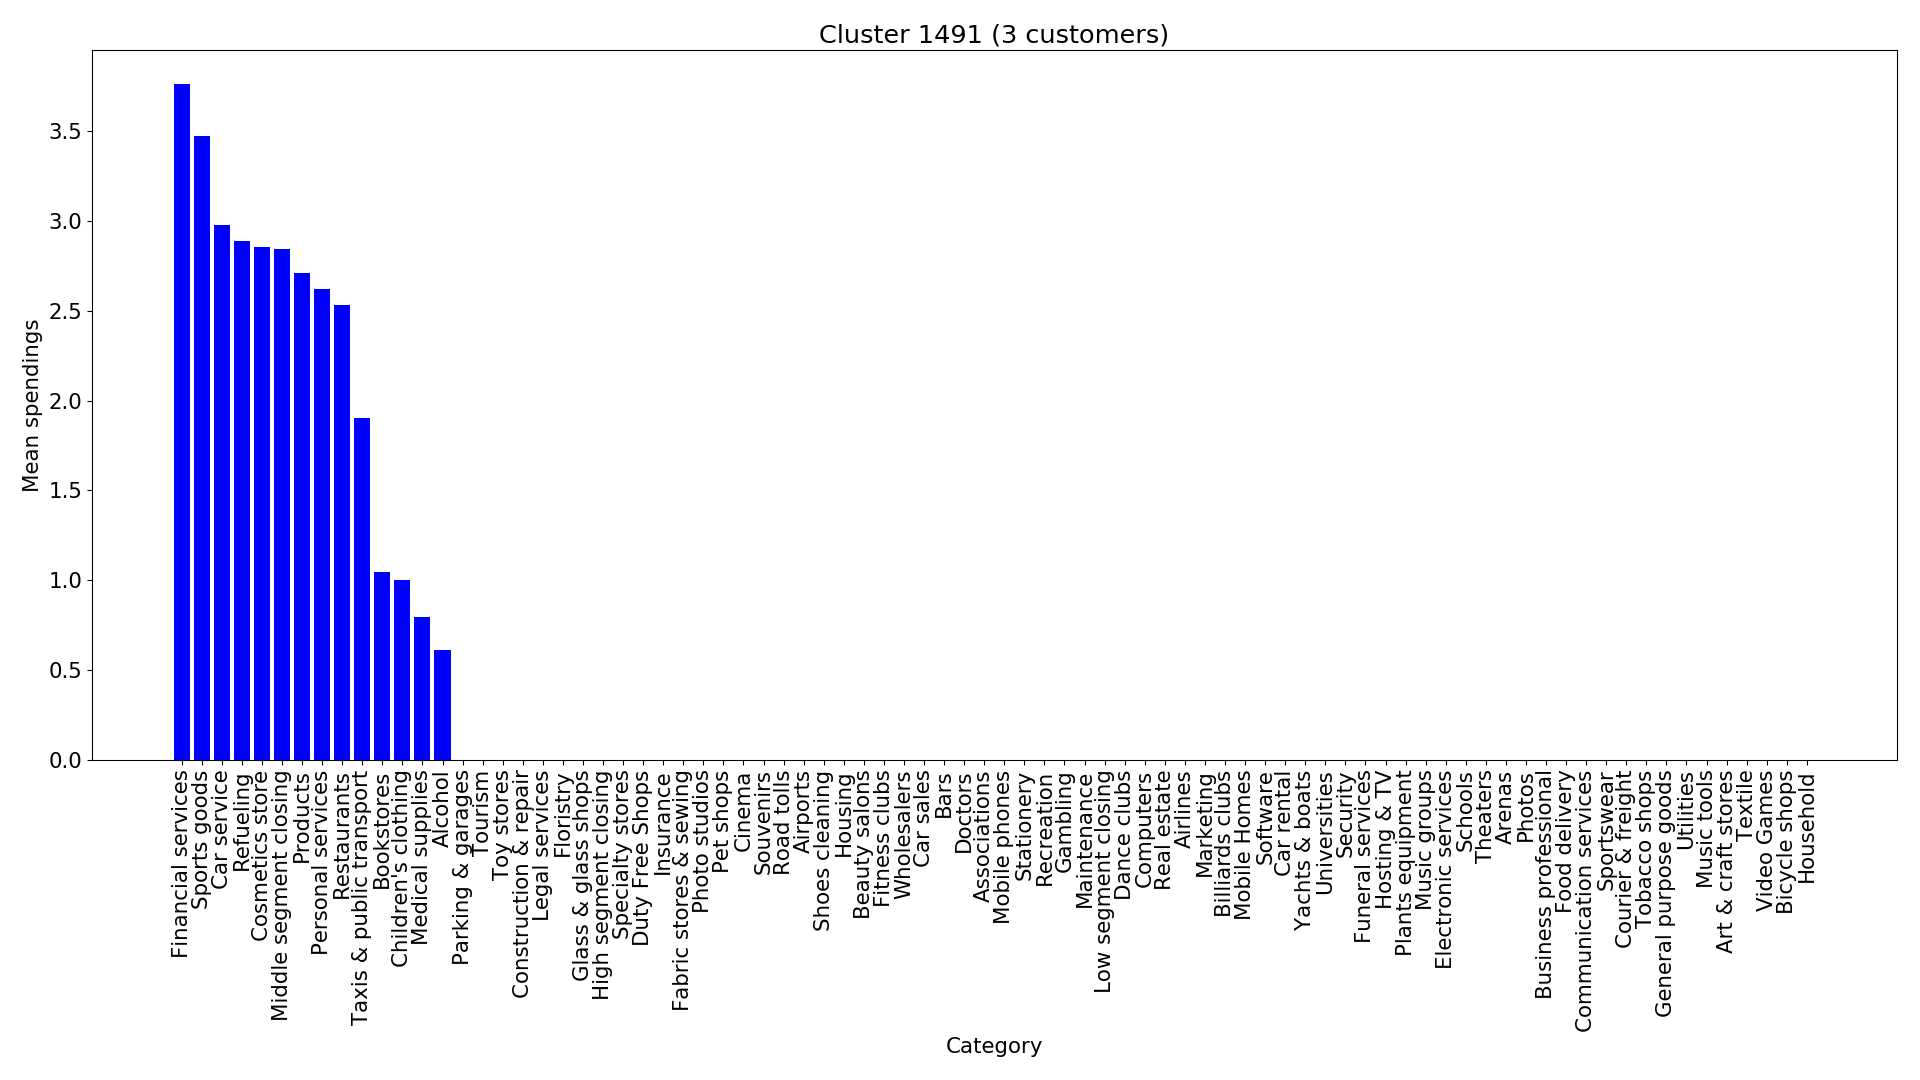 Cluster 1491 (3 customers)
Mean spendings
3.5
3.0
2.5
2.0
1.5
1.0
0.5
0.0
Financial services
Sports goods
Car service
Refueling
Cosmetics store
Middle segment closing
Products
Personal services
Restaurants
Taxis & public transport
Bookstores
Children's clothing
Medical supplies
Alcohol
Parking & garages
Tourism
Toy stores
Construction & repair
Legal services
Floristry
Glass & glass shops
High segment closing
Specialty stores
Duty Free Shops
Insurance
Fabric stores & sewing
Photo studios
Pet shops
Cinema
Souvenirs
Road tolls
Airports
Shoes cleaning
Housing
Beauty salons
Fitness clubs
Wholesalers
Car sales
Bars
Doctors
Associations
Mobile phones
Stationery
Recreation
Gambling
Maintenance
Low segment closing
Dance clubs
Computers
Real estate
Airlines
Marketing
Billiards clubs
Mobile Homes
Software
Car rental
Yachts & boats
Universities
Security
Funeral services
Hosting & TV
Plants equipment
Music groups
Electronic services
Schools
Theaters
Arenas
Photos
Business professional
Food delivery
Communication services
Sportswear
Courier & freight
Tobacco shops
General purpose goods
Utilities
Music tools
Art & craft stores
Textile
Video Games
Bicycle shops
Household
Category